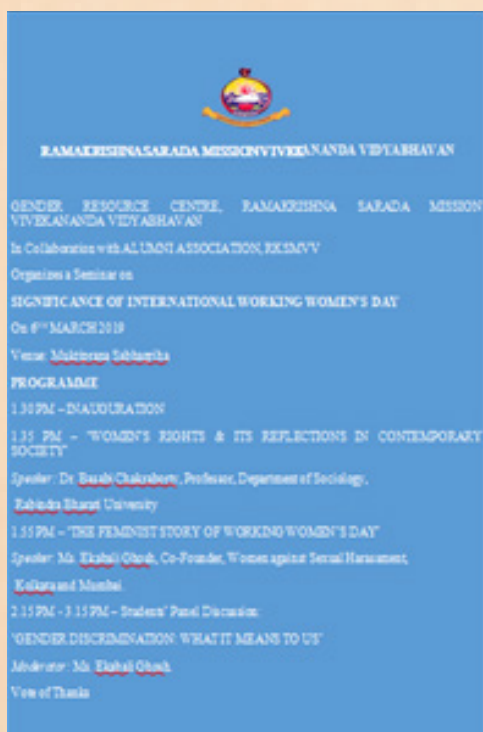 RAMAKRISHNA SARADA MISSION VIVEKANANDA VIDYABHAVAN
GENDER RESOURCE CENTRE, RAMAKRISHNA SARADA MISSION
VIVEKANANDA VIDYABHAVAN
In Collaboration with ALUMNI ASSOCIATION, RKSMVV
Organizes a Seminar on
SIGNIFICANCE OF INTERNATIONAL WORKING WOMEN'S DAY
On MARCH 2019
Venue:
PROGRAMME
1.30 PM – INAUGURATION
1.35 PM – 'WOMEN'S RIGHTS & ITS REFLECTIONS IN CONTEMPORARY
SOCIETY'
Speaker: Dr. Basabi Chakraborty, Professor, Department of Sociology,
Rabindra Bharati University
1.55 PM – 'THE FEMINIST STORY OF WORKING WOMEN'S DAY'
Speaker: Ms. Ekabali Ghosh, Co-Founder, Women against Sexual Harassment,
Kolkata and Mumbai.
2.15 PM - 3.15 PM – Students' Panel Discussion:
'GENDER DISCRIMINATION: WHAT IT MEANS TO US'
Moderator: Ms. Ekabali Ghosh
Vote of Thanks